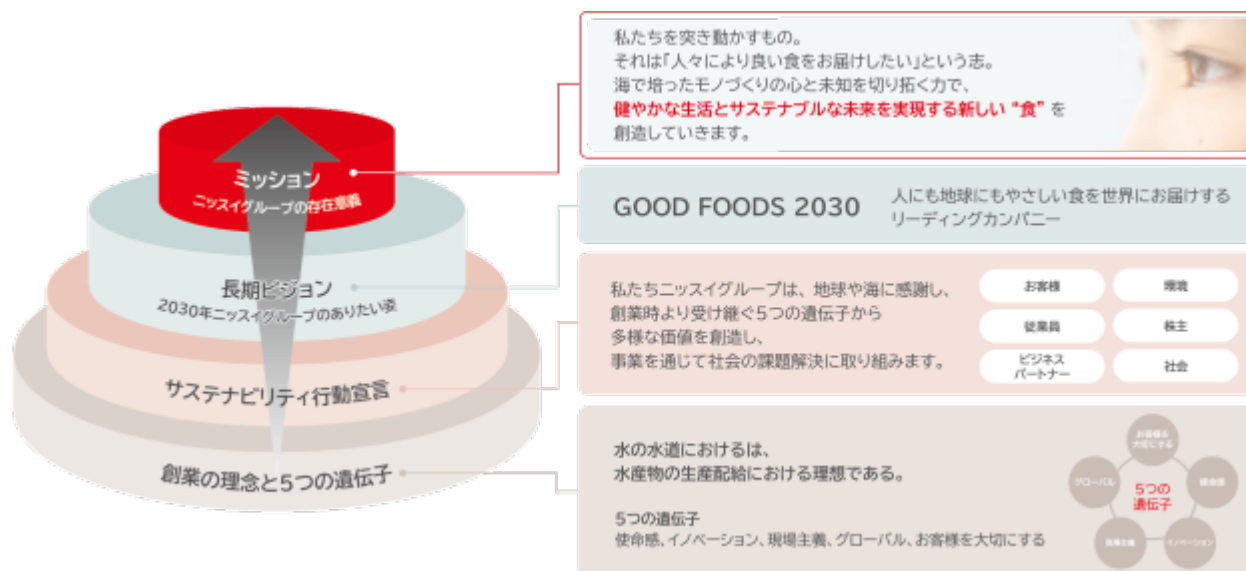 私たちを突き動かすもの。
それは「人々により良い食をお届けしたい」という志。
海で培ったモノづくりの心と未知を切り拓く力で、
健やかな生活とサステナブルな未来を実現する新しい “食” を
創造していきます。
ミッション
ニッスイグループの存在意義
GOOD FOODS 2030
人にも地球にもやさしい食を世界にお届けする
リーディングカンパニー
長期ビジョン
2030年ニッスイグループのありたい姿
私たちニッスイグループは、地球や海に感謝し、
創業時より受け継ぐ5つの遺伝子から
多様な価値を創造し、
事業を通じて社会の課題解決に取り組みます。
お客様
環境
従業員
株主
ビジネス
パートナー
社会
サステナビリティ行動宣言
創業の理念と5つの遺伝子
水の水道におけるは、
水産物の生産配給における理想である。
5つの遺伝子
使命感、イノベーション、現場主義、グローバル、お客様を大切にする
お客様を
大切にする
グローバル
使命感
5つの
遺伝子
現場主義
イノベーション